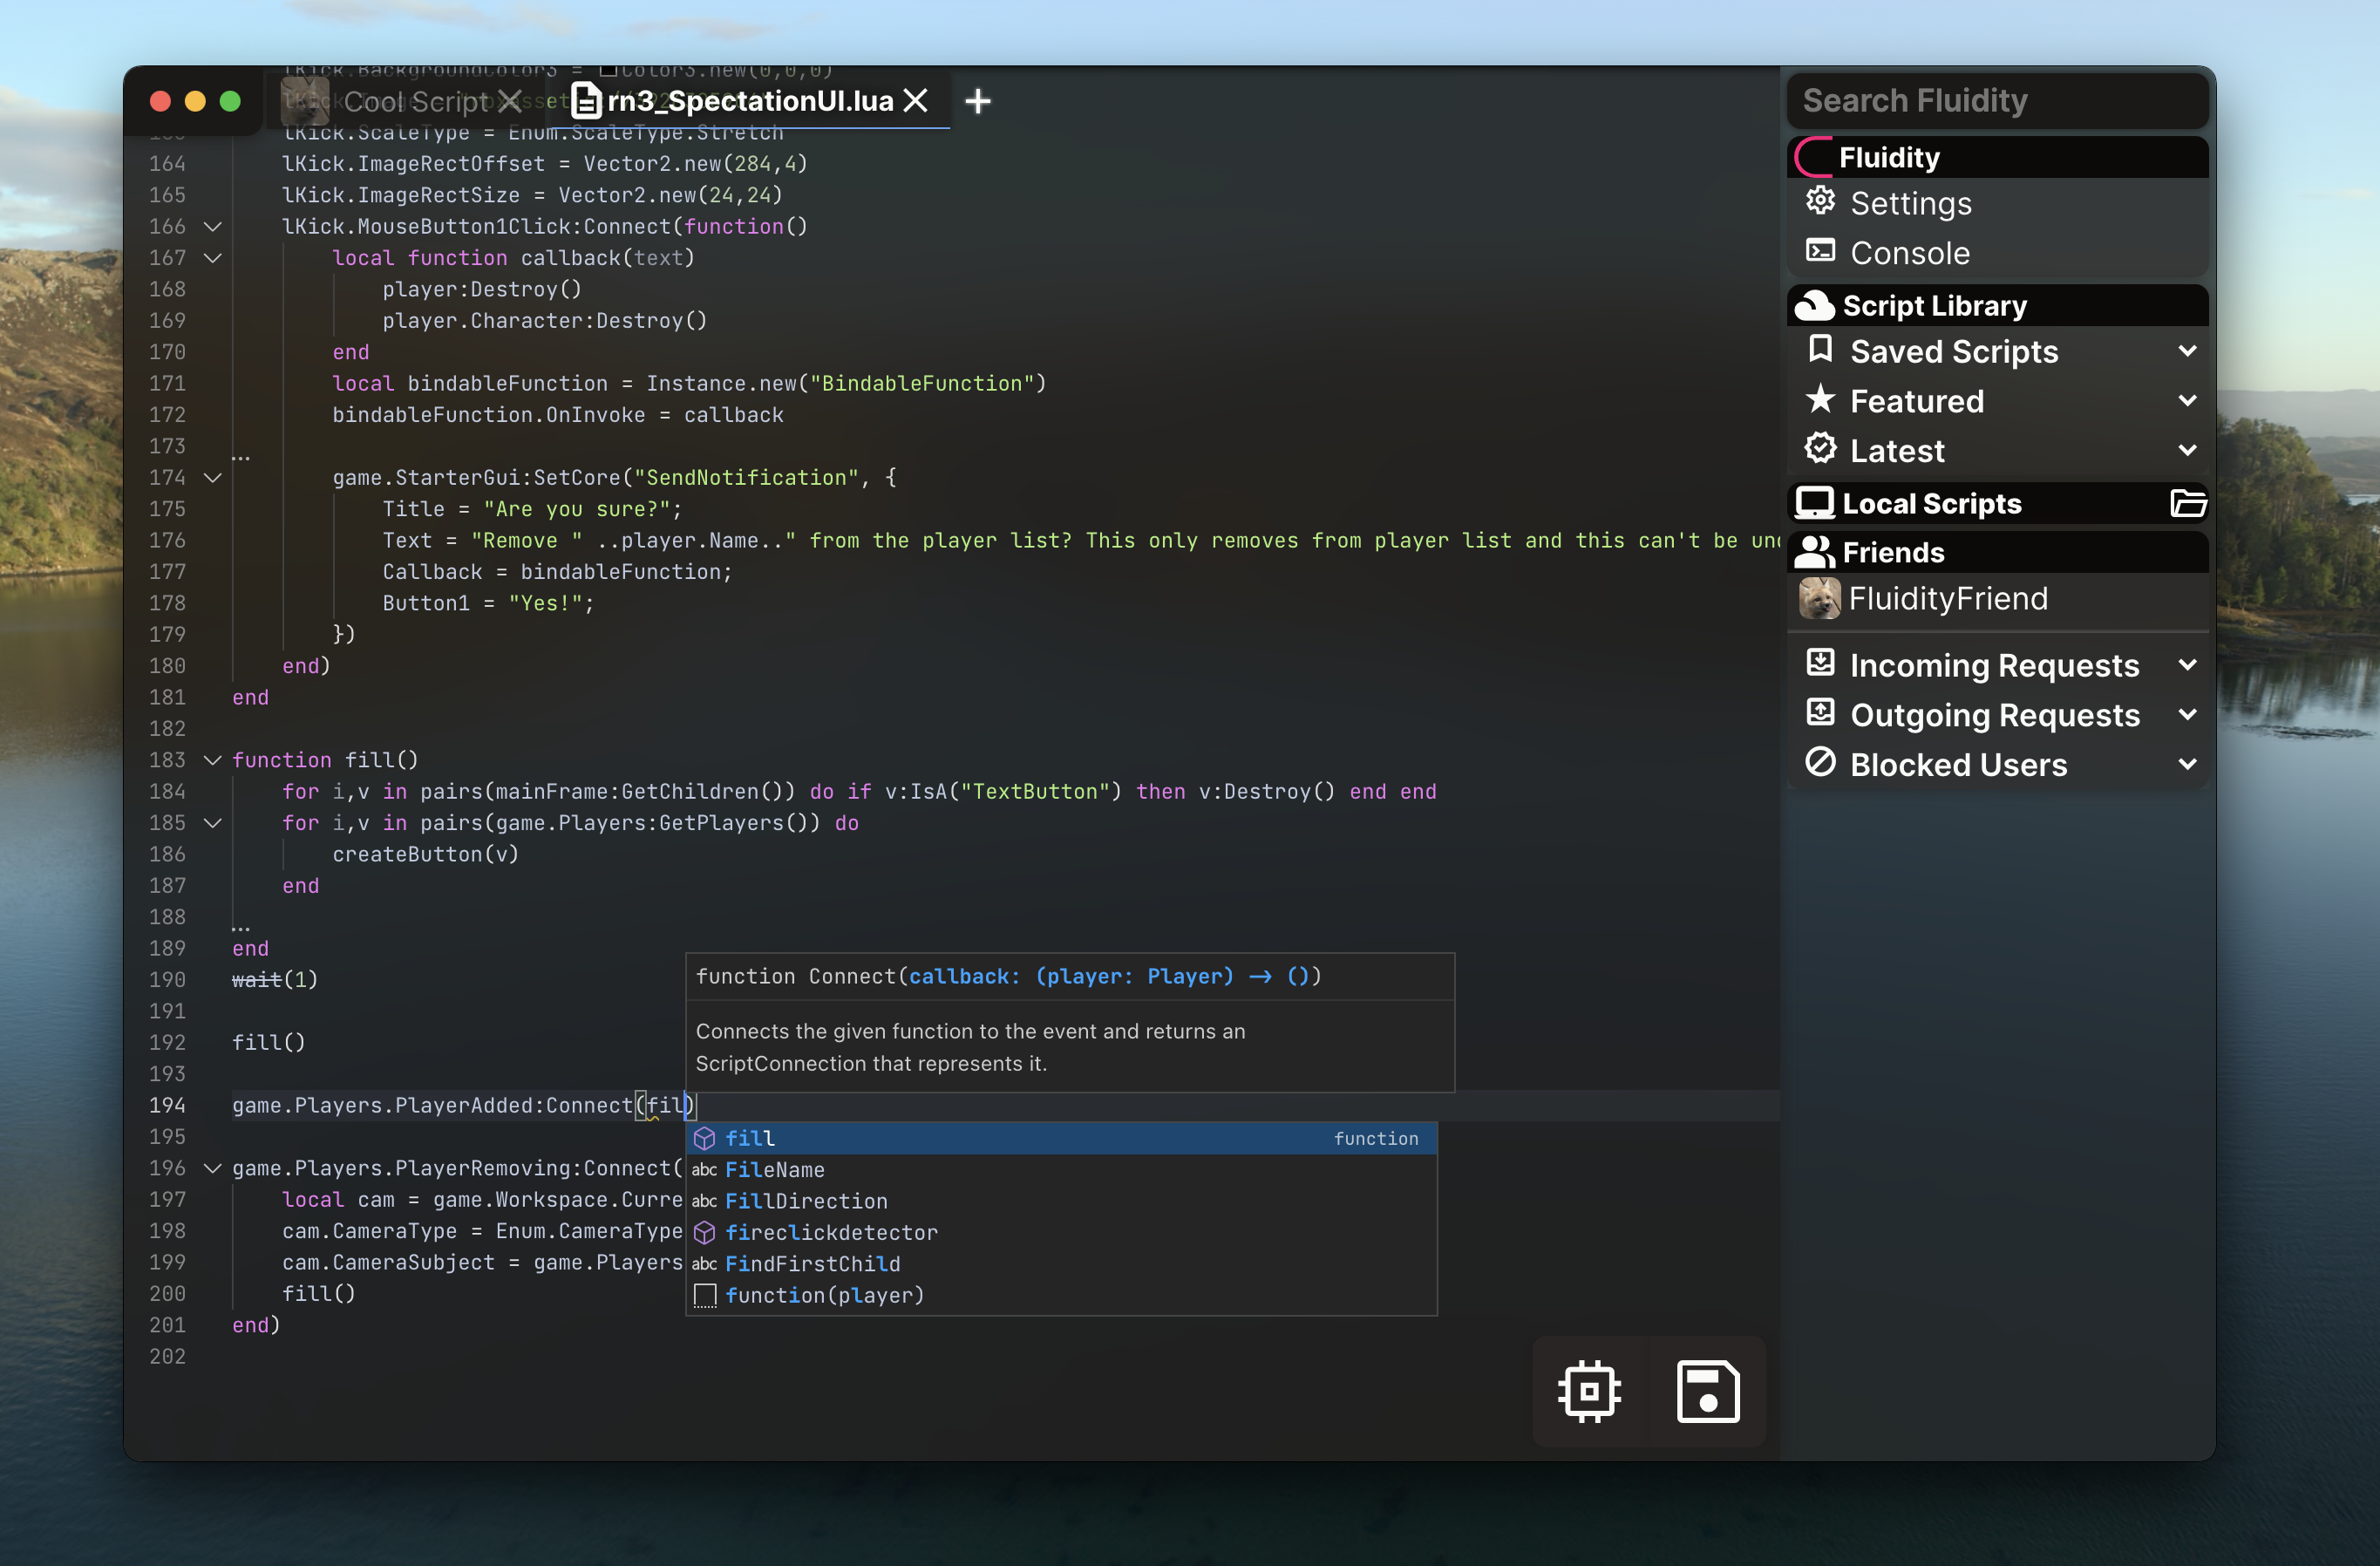 lKick.BackgroundColor3 = Color3.new(0,0,0)
Cool Script
rn3_SpectationUI.lua
lKick.ScaleType = Enum.ScaleType.Stretch
164 lKick.ImageRectOffset = Vector2.new(284,4)
165 lKick.ImageRectSize = Vector2.new(24,24)
166 lKick.MouseButton1Click:Connect(function()
167 local function callback(text)
168 player:Destroy()
169 player.Character:Destroy()
170 end
171 local bindableFunction = Instance.new("BindableFunction")
172 bindableFunction.OnInvoke = callback
173 ...
174 game.StarterGui:SetCore("SendNotification", {
175 Title = "Are you sure?";
176 Text = "Remove " ..player.Name.." from the player list? This only removes from player list and this can't be und
177 Callback = bindableFunction;
178 Button1 = "Yes!";
179 })
180 end)
181 end
182
183 function fill()
184 for i,v in pairs(mainFrame:GetChildren()) do if v:IsA("TextButton") then v:Destroy() end end
185 for i,v in pairs(game.Players:GetPlayers()) do
186 createButton(v)
187 end
188 ...
189 end
190 wait(1)
191
192 fill()
193
194 game.Players.PlayerAdded:Connect(fil)
195
196 game.Players.PlayerRemoving:Connect(
197 local cam = game.Workspace.Curre
198 cam.CameraType = Enum.CameraType
199 cam.CameraSubject = game.Players
200 fill()
201 end)
202
function Connect(callback: (player: Player) -> ())
Connects the given function to the event and returns an
ScriptConnection that represents it.
fill function
abc FileName
abc FillDirection
fireclickdetector
abc FindFirstChild
function(player)
Search Fluidity
Fluidity
Settings
Console
Script Library
Saved Scripts
Featured
Latest
Local Scripts
Friends
FluidityFriend
Incoming Requests
Outgoing Requests
Blocked Users